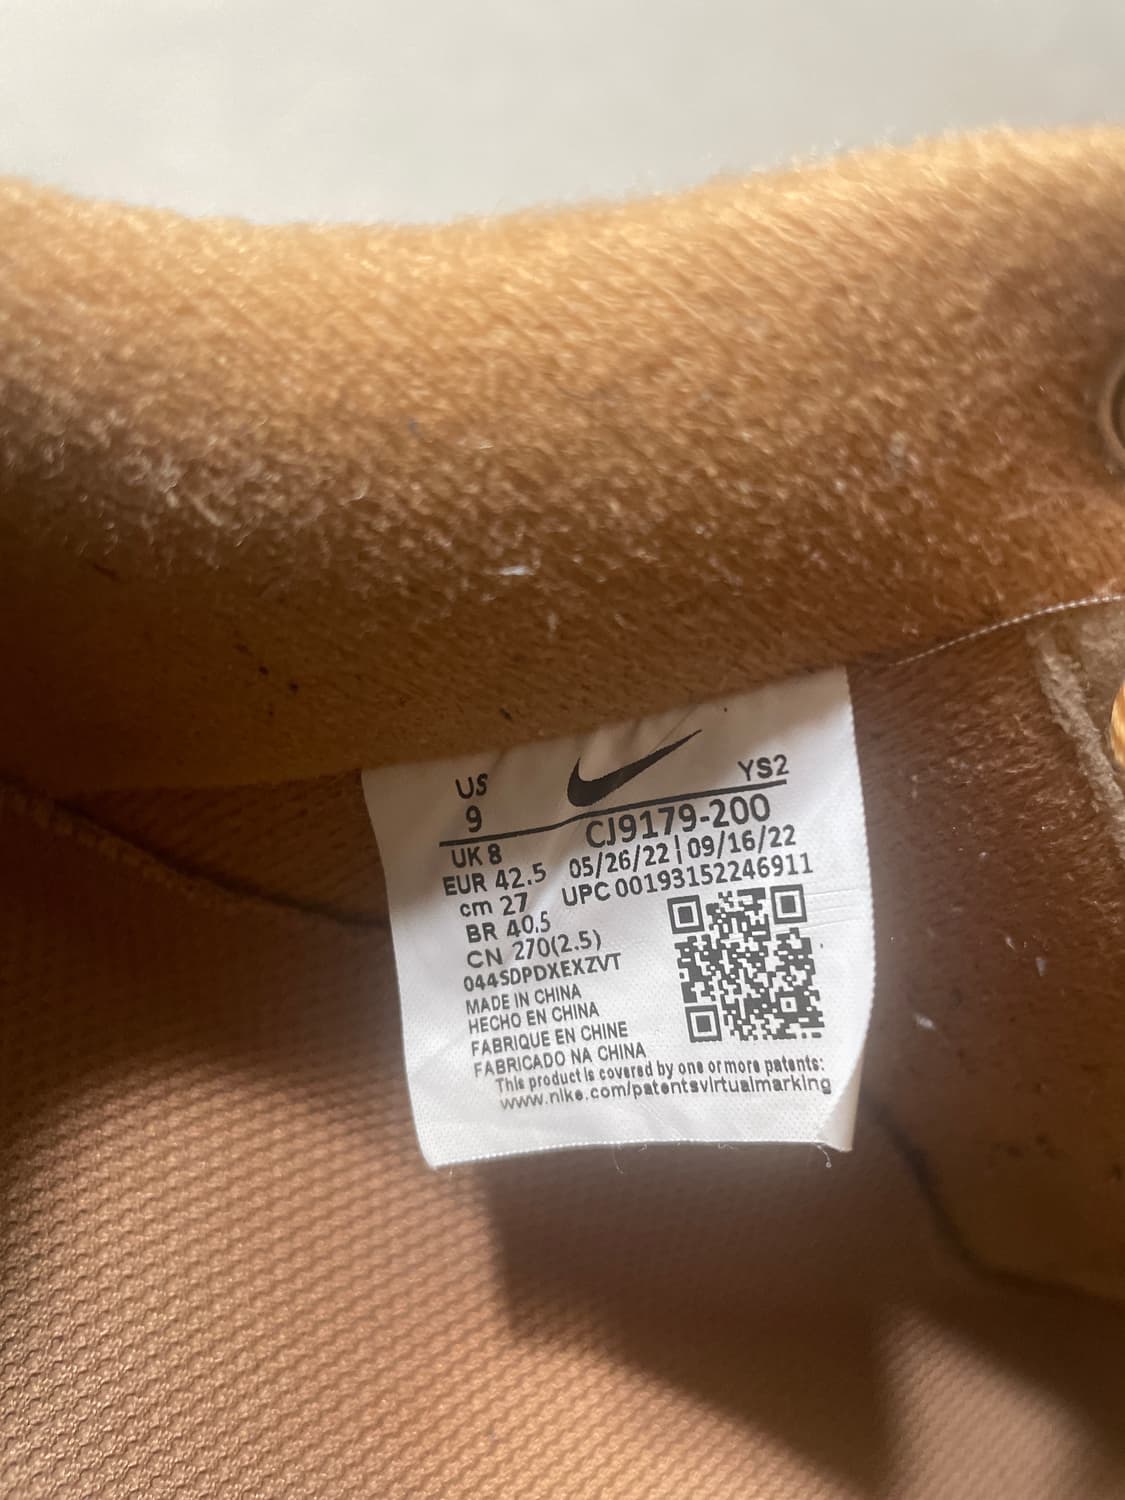 US
9
YS2
CJ9179-200
UK 8
05/26/22 | 09/16/22
EUR 42.5
UPC 00193152246911
cm 27
BR 40.5
CN 270(2.5)
044SDPDXEXZVT
MADE IN CHINA
HECHO EN CHINA
FABRIQUE EN CHINE
FABRICADO NA CHINA
This product is covered by one or more patents:
www.nike.com/patentsvirtualmarking